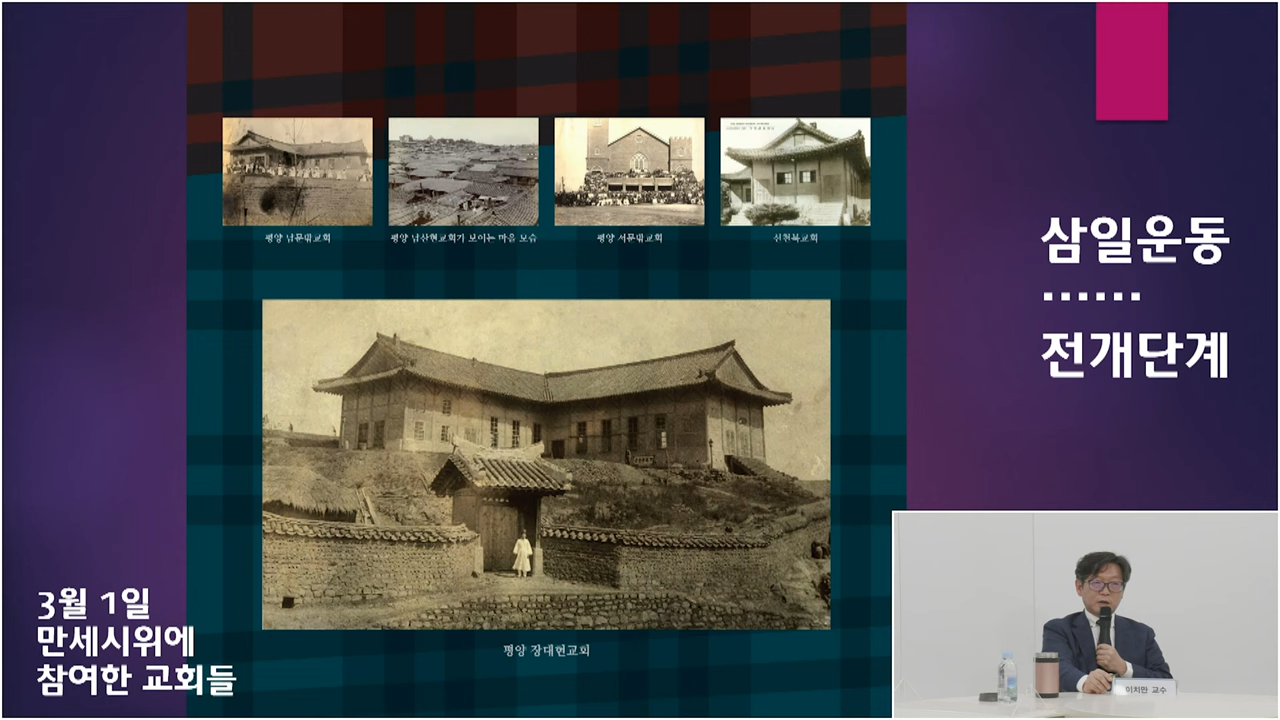 평양 남문밖교회
평양 남산현교회가 보이는 마을 모습
평양 서문밖교회
선천북교회
삼일운동
......
전개단계
평양 장대현교회
3월 1일
만세시위에
참여한 교회들
이치만 교수